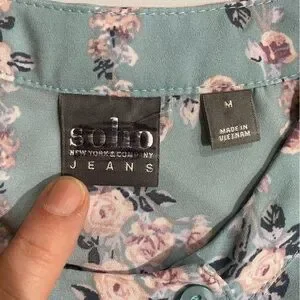 soho
NEW YORK & COMPANY
JEANS
M
MADE IN
VIETNAM